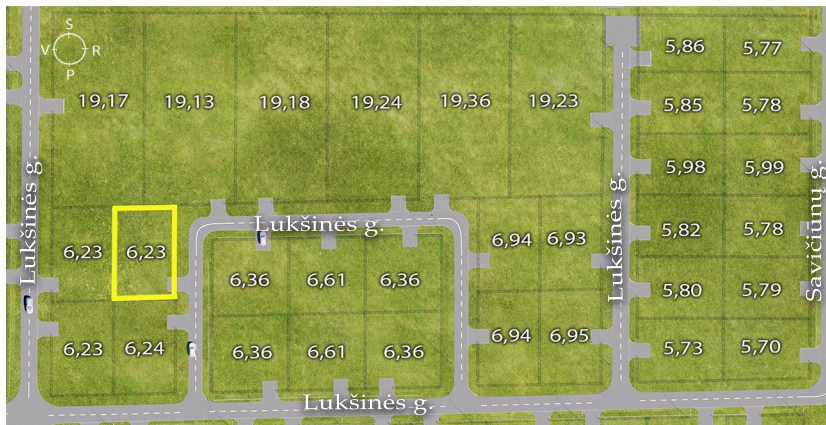 Š
V R
P
19,17 19,13 19,18 19,24 19,36 19,23
5,86 5,77
5,85 5,78
5,98 5,99
5,82 5,78
5,80 5,79
5,73 5,70
Lukšinės g.
Lukšinės g.
Lukšinės g.
Savičiūnų g.
6,23 6,23
6,23 6,24
6,36 6,61 6,36
6,36 6,61 6,36
6,94 6,93
6,94 6,95
Lukšinės g.